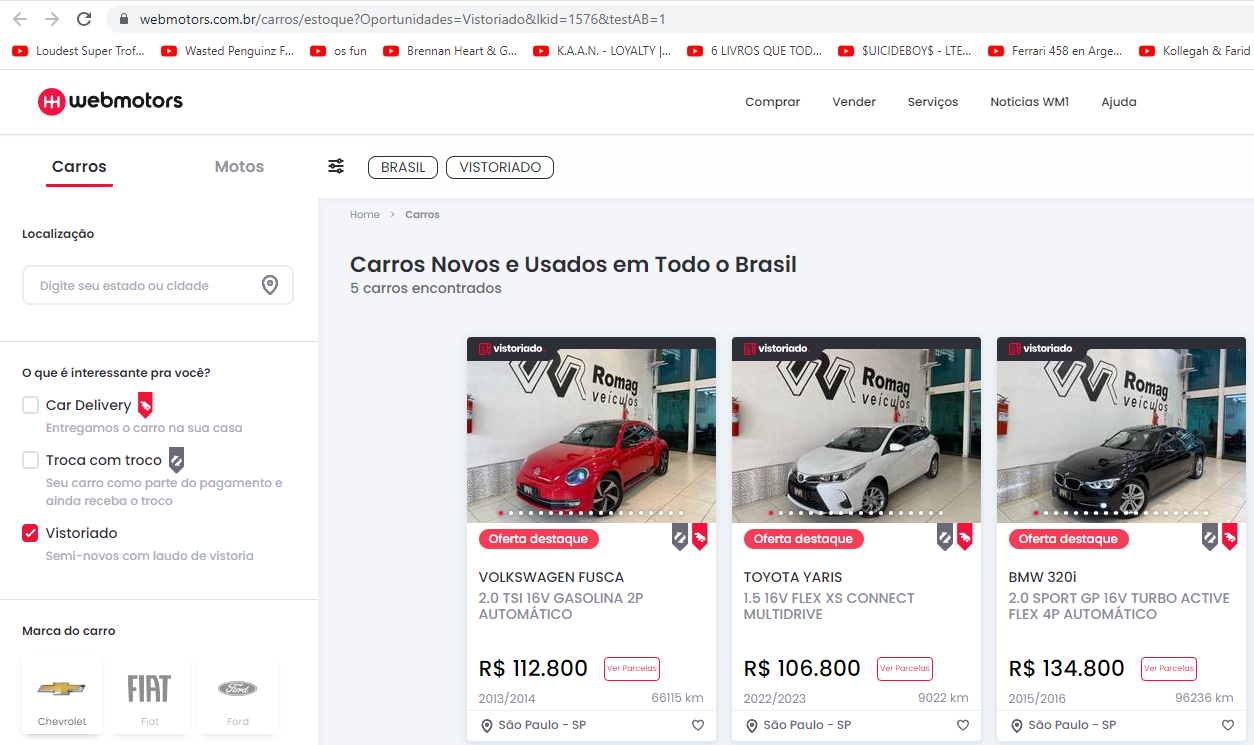 webmotors.com.br/carros/estoque?Oportunidades=Vistoriado&lkid=1576&testAB=1
Loudest Super Trof... Wasted Penguinz F... os fun Brennan Heart & G... K.A.A.N. - LOYALTY |... 6 LIVROS QUE TOD... $UICIDEBOY$ - LTE... Ferrari 458 en Arge... Kollegah & Farid
webmotors Comprar Vender Serviços Notícias WM1 Ajuda
Carros Motos BRASIL VISTORIADO
Home > Carros
Localização
Digite seu estado ou cidade
Carros Novos e Usados em Todo o Brasil
5 carros encontrados
O que é interessante pra você?
Car Delivery
Entregamos o carro na sua casa
Troca com troco
Seu carro como parte do pagamento e
ainda receba o troco
Vistoriado
Semi-novos com laudo de vistoria
Marca do carro
Chevrolet
FIAT
Fiat
Ford
Ford
vistoriado
Romag
veículos
Oferta destaque
VOLKSWAGEN FUSCA
2.0 TSI 16V GASOLINA 2P
AUTOMÁTICO
R$ 112.800 Ver Parcelas
2013/2014 66115 km
São Paulo - SP
vistoriado
Romag
veículos
Oferta destaque
TOYOTA YARIS
1.5 16V FLEX XS CONNECT
MULTIDRIVE
R$ 106.800 Ver Parcelas
2022/2023 9022 km
São Paulo - SP
vistoriado
Romag
veículos
Oferta destaque
BMW 320i
2.0 SPORT GP 16V TURBO ACTIVE
FLEX 4P AUTOMÁTICO
R$ 134.800 Ver Parcelas
2015/2016 96236 km
São Paulo - SP